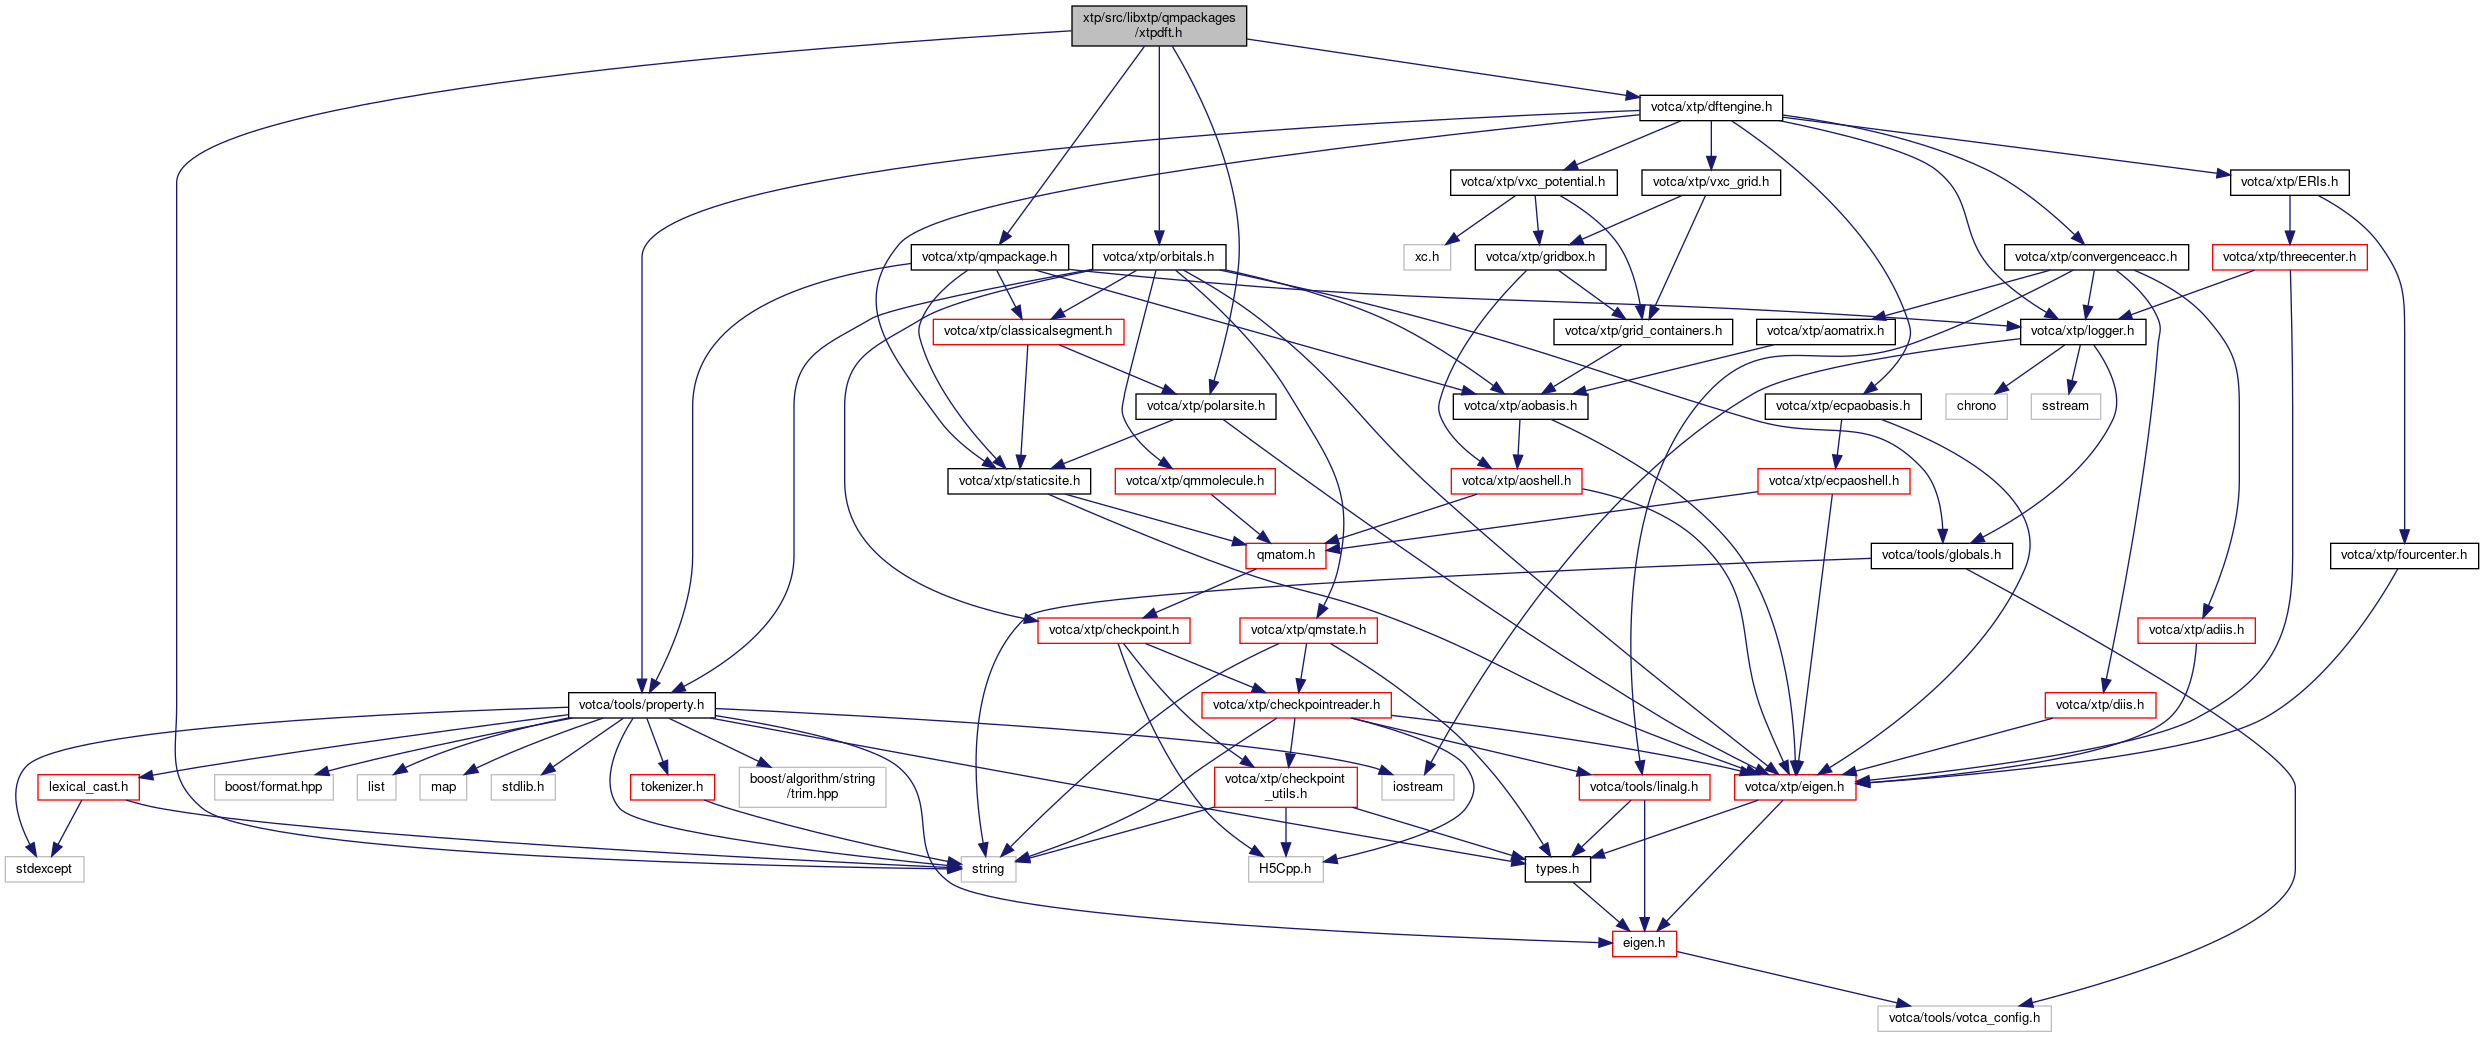 xtp/src/libxtp/qmpackages
/xtpdft.h
votca/xtp/dftengine.h
votca/xtp/vxc_potential.h
votca/xtp/vxc_grid.h
votca/xtp/ERIs.h
votca/xtp/qmpackage.h
votca/xtp/orbitals.h
xc.h
votca/xtp/gridbox.h
votca/xtp/convergenceacc.h
votca/xtp/threecenter.h
votca/xtp/classicalsegment.h
votca/xtp/grid_containers.h
votca/xtp/aomatrix.h
votca/xtp/logger.h
votca/xtp/polarsite.h
votca/xtp/aobasis.h
votca/xtp/ecpaobasis.h
chrono
sstream
votca/xtp/staticsite.h
votca/xtp/qmmolecule.h
votca/xtp/aoshell.h
votca/xtp/ecpaoshell.h
qmatom.h
votca/tools/globals.h
votca/xtp/fourcenter.h
votca/xtp/checkpoint.h
votca/xtp/qmstate.h
votca/xtp/adiis.h
votca/tools/property.h
votca/xtp/checkpointreader.h
votca/xtp/diis.h
lexical_cast.h
boost/format.hpp
list
map
stdlib.h
tokenizer.h
boost/algorithm/string
/trim.hpp
iostream
votca/xtp/checkpoint
_utils.h
votca/tools/linalg.h
votca/xtp/eigen.h
stdexcept
string
H5Cpp.h
types.h
eigen.h
votca/tools/votca_config.h